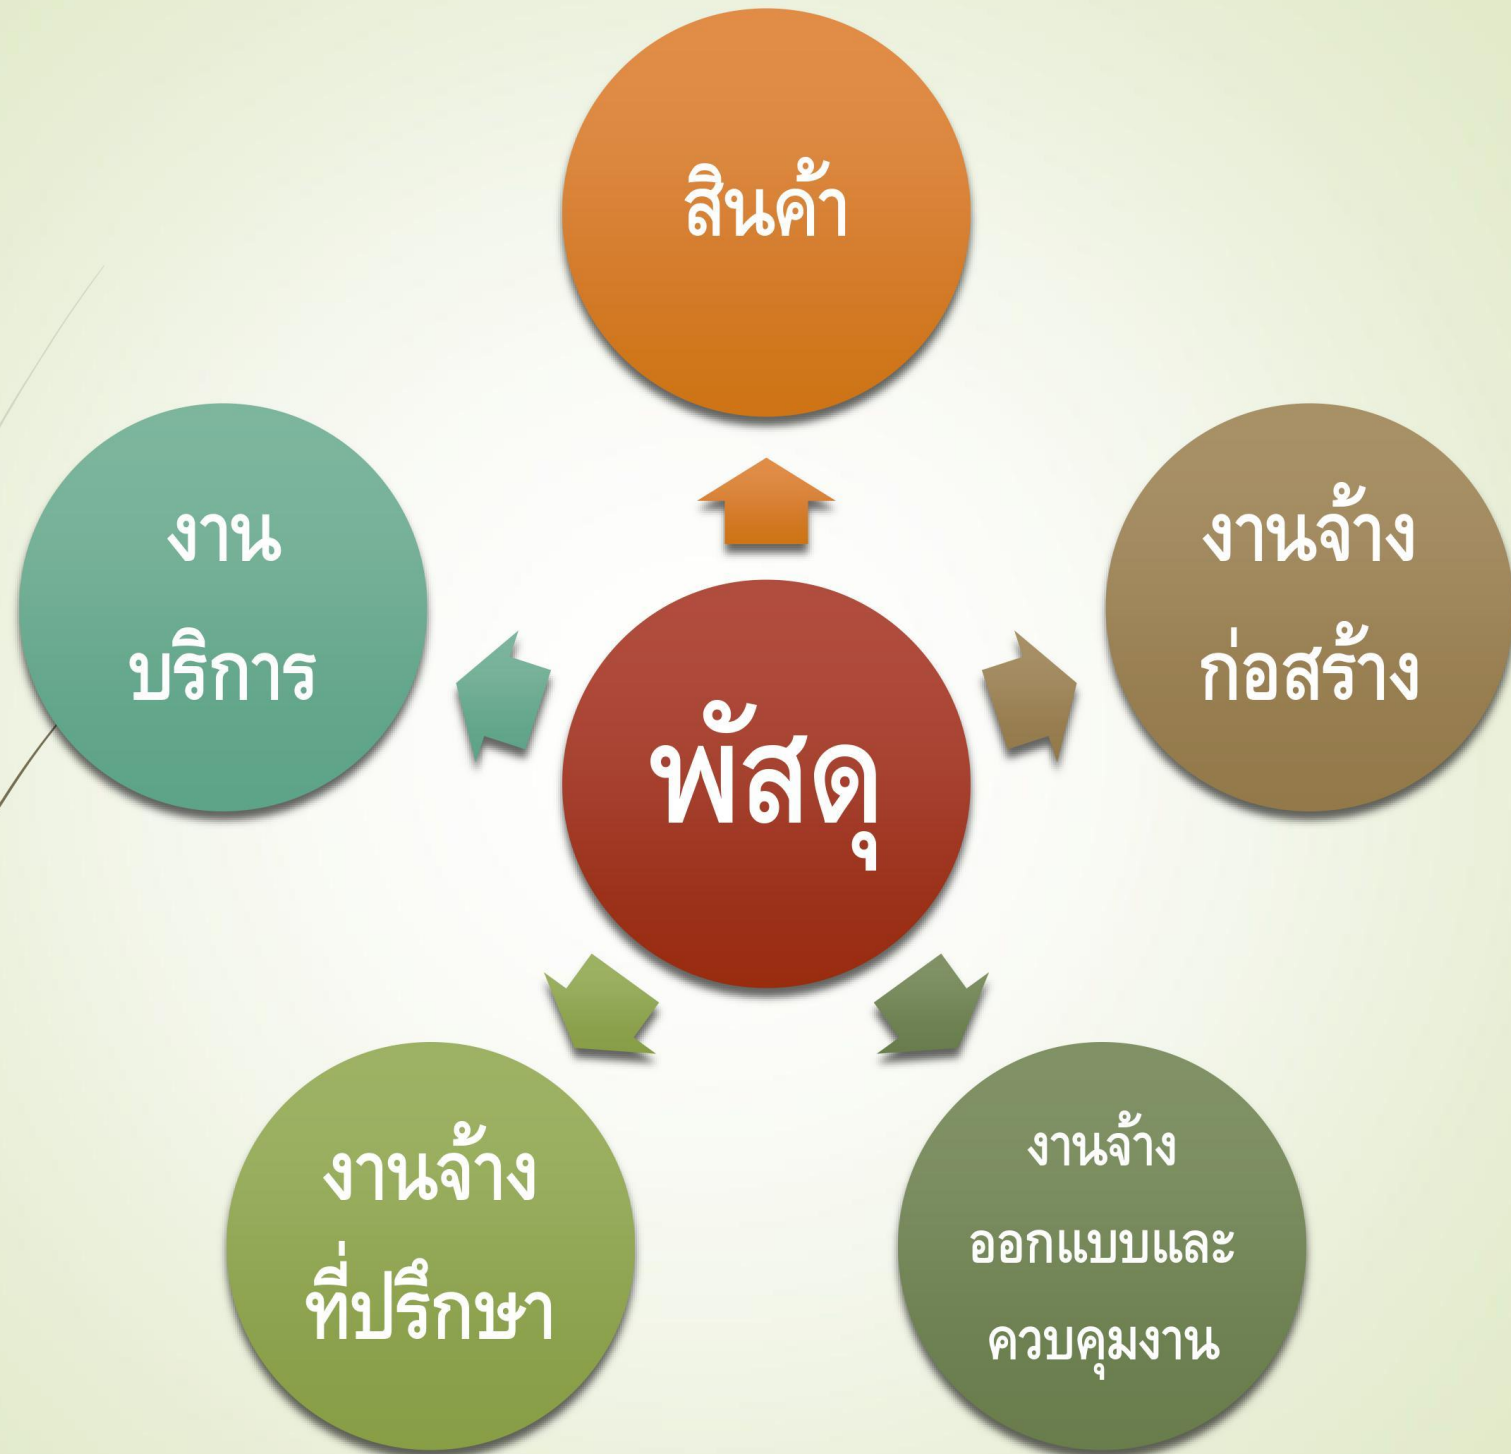 สินค้า
งาน
บริการ
งานจ้าง
ก่อสร้าง
พัสดุ
งานจ้าง
ที่ปรึกษา
งานจ้าง
ออกแบบและ
ควบคุมงาน